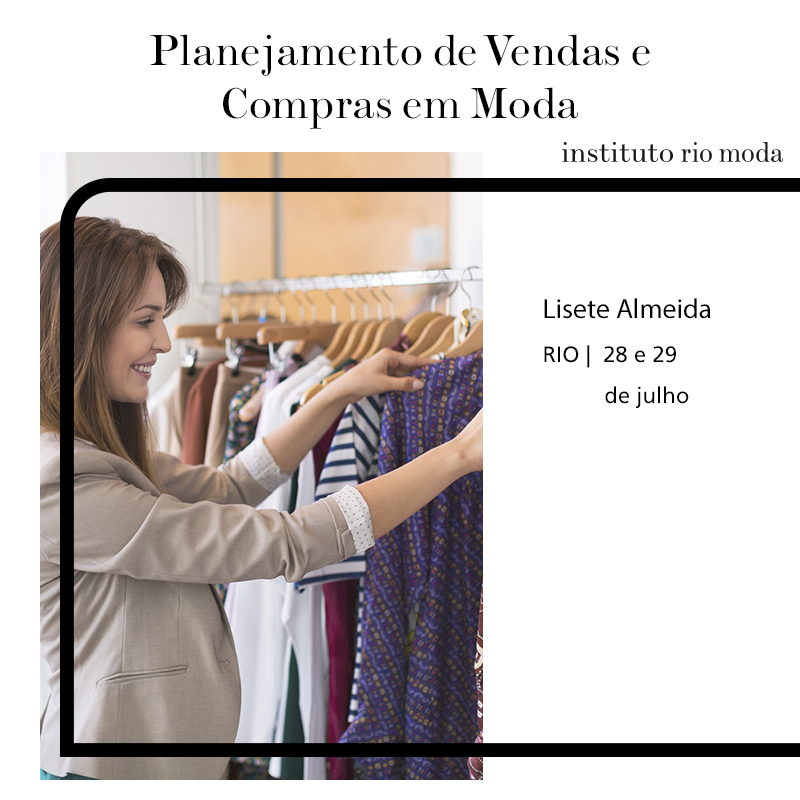 Planejamento de Vendas e
Compras em Moda
instituto rio moda
Lisete Almeida
RIO | 28 e 29
de julho